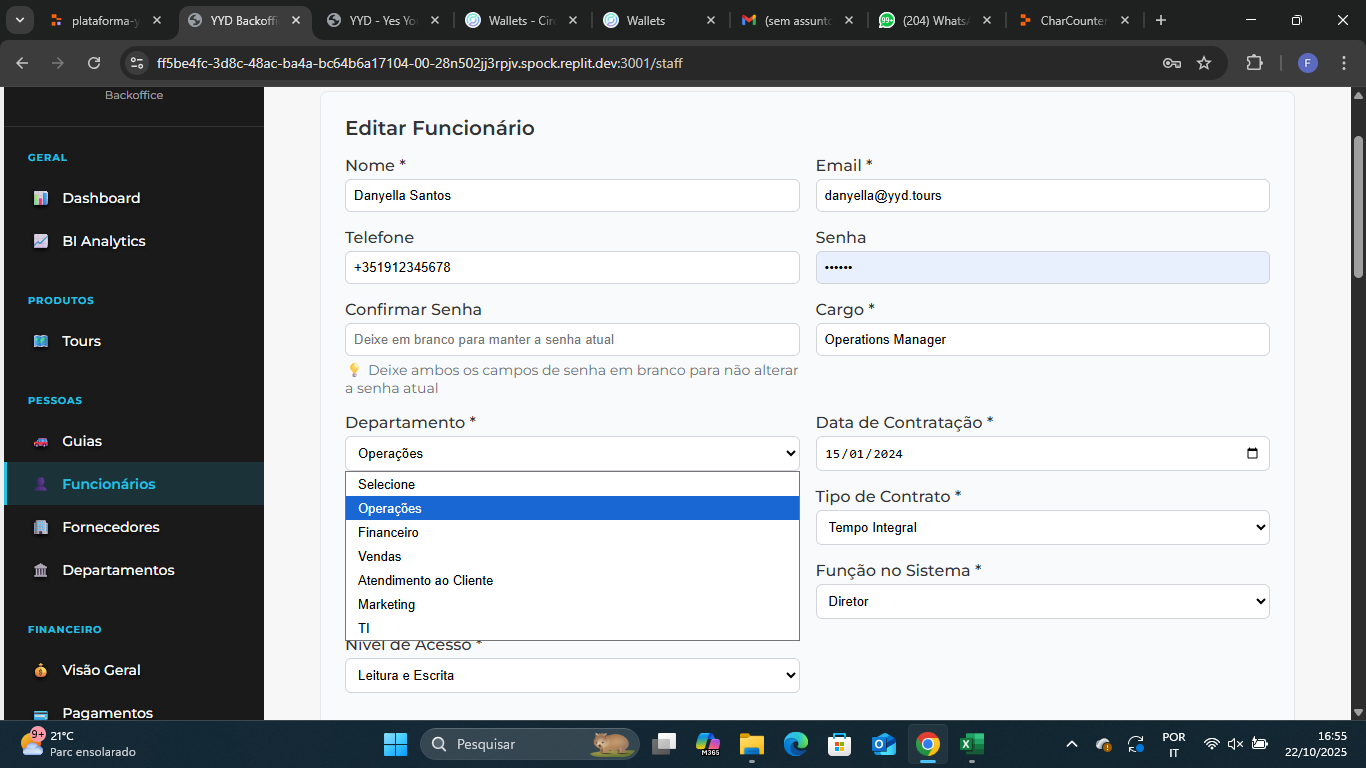 plataforma-y
YYD Backoffi
YYD - Yes Yo
Wallets - Circ
Wallets
(sem assunto
99+
(204) WhatsA
CharCounter
ff5be4fc-3d8c-48ac-ba4a-bc64b6a17104-00-28n502jj3rpjv.spock.replit.dev:3001/staff
F
Backoffice
GERAL
Dashboard
BI Analytics
PRODUTOS
Tours
PESSOAS
Guias
Funcionários
Fornecedores
Departamentos
FINANCEIRO
Visão Geral
Pagamentos
Editar Funcionário
Nome *
Email *
Danyella Santos
danyella@yyd.tours
Telefone
Senha
+351912345678
••••••
Confirmar Senha
Cargo *
Deixe em branco para manter a senha atual
Operations Manager
💡 Deixe ambos os campos de senha em branco para não alterar
a senha atual
Departamento *
Data de Contratação *
Operações
15/01/2024
Selecione
Operações
Financeiro
Vendas
Atendimento ao Cliente
Marketing
TI
Tipo de Contrato *
Tempo Integral
Função no Sistema *
Diretor
Nível de Acesso *
Leitura e Escrita
9+
21°C
Parc ensolarado
Pesquisar
M365
POR
IT
16:55
22/10/2025